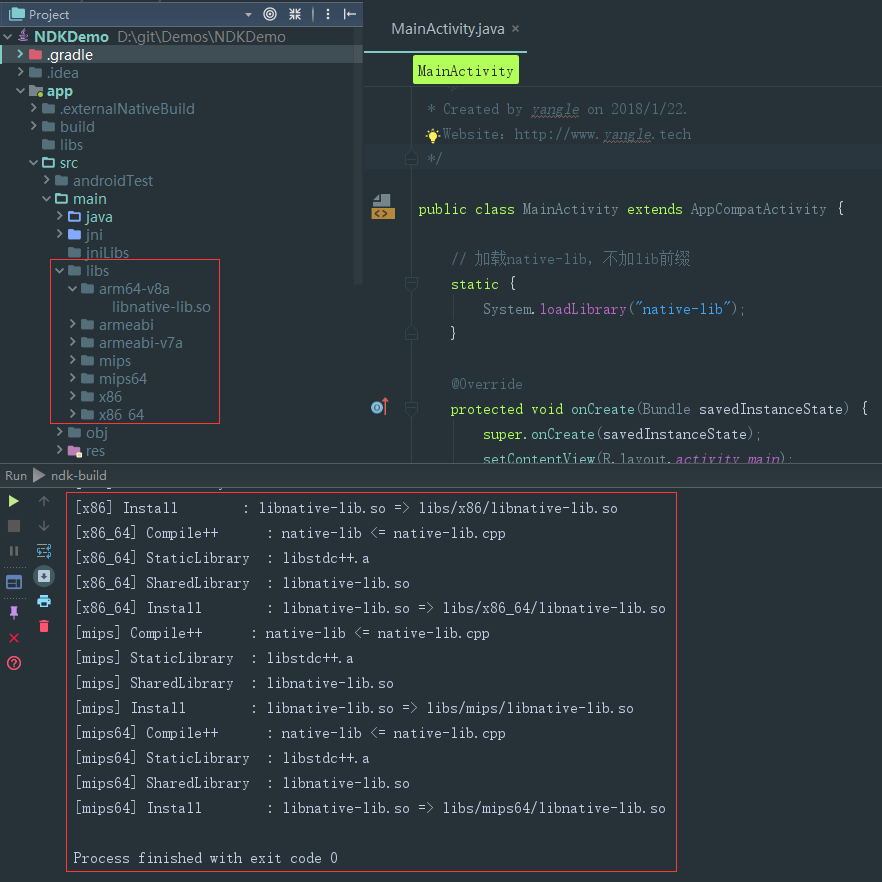 Project
NDKDemo D:\git\Demos\NDKDemo
.gradle
.idea
app
.externalNativeBuild
build
libs
src
androidTest
main
java
jni
jniLibs
libs
arm64-v8a
libnative-lib.so
armeabi
armeabi-v7a
mips
mips64
x86
x86_64
obj
res
MainActivity.java ×
MainActivity
* Created by yangle on 2018/1/22.
* Website：http://www.yangle.tech
*/
public class MainActivity extends AppCompatActivity {
// 加载native-lib，不加lib前缀
static {
System.loadLibrary("native-lib");
}
@Override
protected void onCreate(Bundle savedInstanceState) {
super.onCreate(savedInstanceState);
setContentView(R.layout.activity_main);
Run ndk-build
[x86] Install        : libnative-lib.so => libs/x86/libnative-lib.so
[x86_64] Compile++      : native-lib <= native-lib.cpp
[x86_64] StaticLibrary  : libstdc++.a
[x86_64] SharedLibrary  : libnative-lib.so
[x86_64] Install        : libnative-lib.so => libs/x86_64/libnative-lib.so
[mips] Compile++      : native-lib <= native-lib.cpp
[mips] StaticLibrary  : libstdc++.a
[mips] SharedLibrary  : libnative-lib.so
[mips] Install        : libnative-lib.so => libs/mips/libnative-lib.so
[mips64] Compile++      : native-lib <= native-lib.cpp
[mips64] StaticLibrary  : libstdc++.a
[mips64] SharedLibrary  : libnative-lib.so
[mips64] Install        : libnative-lib.so => libs/mips64/libnative-lib.so
Process finished with exit code 0